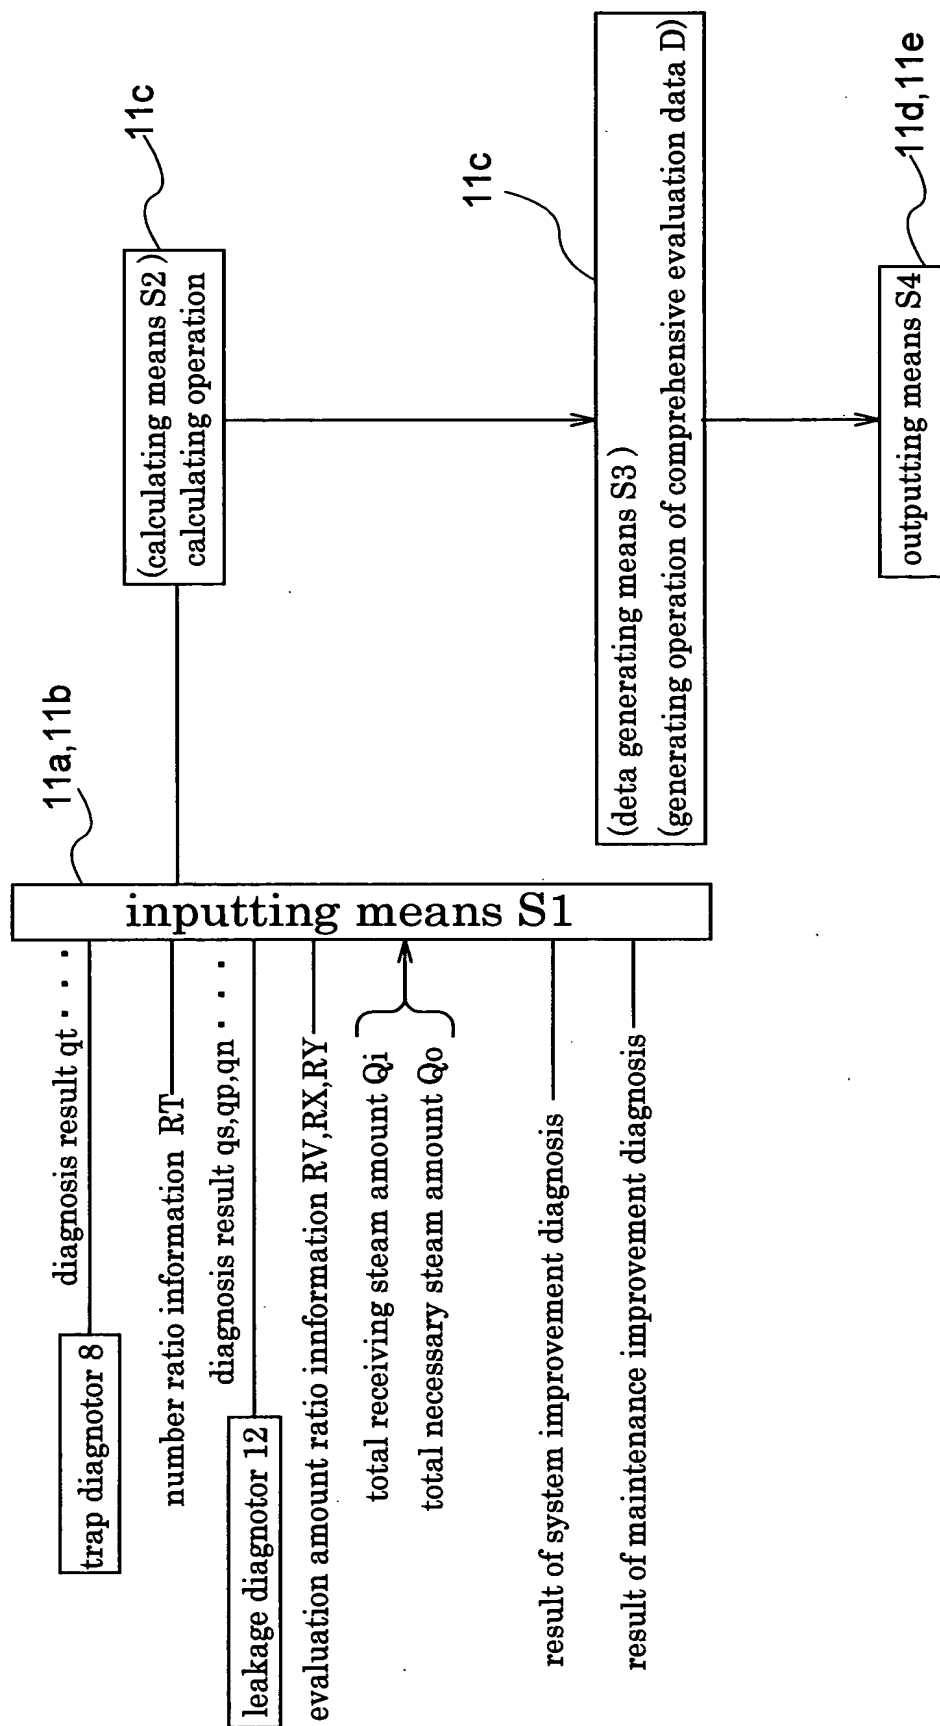 trap diagnotor 8
diagnosis result qt . . .
number ratio information RT
leakage diagnotor 12
diagnosis result qs,qp,qn . . .
evaluation amount ratio innformation RV,RX,RY
total receiving steam amount Qi
total necessary steam amount Qo
result of system improvement diagnosis
result of maintenance improvement diagnosis
inputting means S1
11a,11b
(calculating means S2)
calculating operation
11c
(deta generating means S3)
(generating operation of comprehensive evaluation data D)
11c
outputting means S4
11d,11e